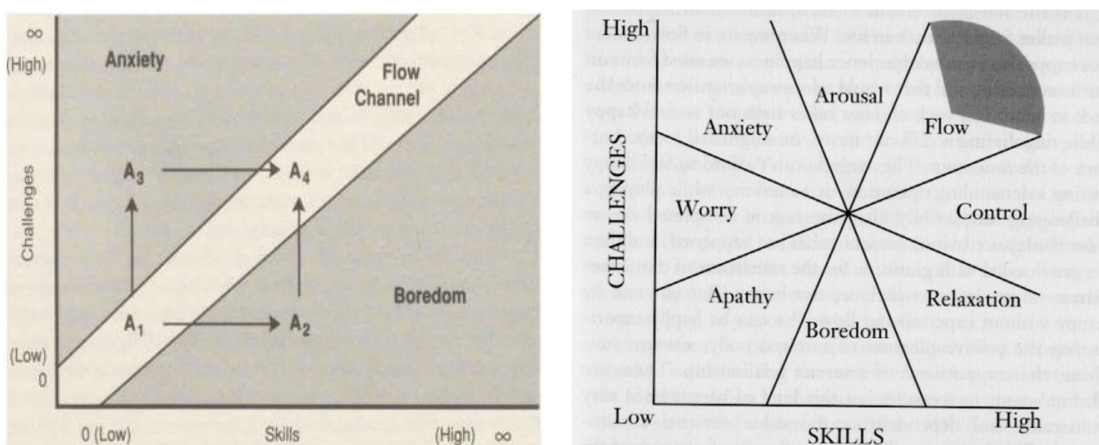 ∞
(High)
Anxiety
Flow
Channel
A₃
A₄
Challenges
Boredom
A₁
A₂
(Low)
0
0 (Low)
Skills
(High) ∞
High
Arousal
Anxiety
Flow
CHALLENGES
Worry
Control
Apathy
Relaxation
Boredom
Low
High
SKILLS